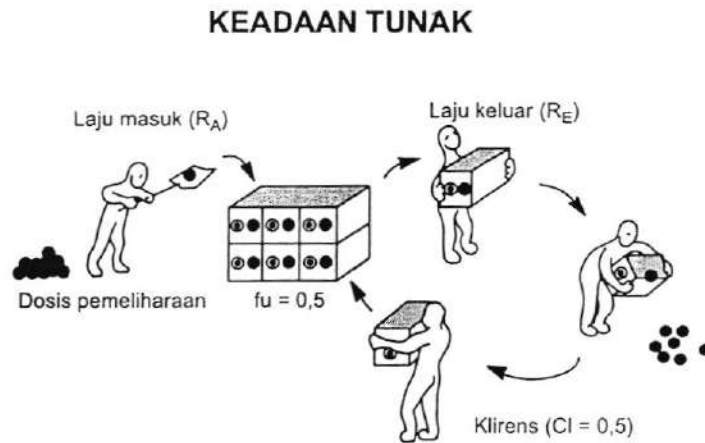 KEADAAN TUNAK
Laju masuk (RA)
Laju keluar (RE)
Dosis pemeliharaan
fu = 0,5
Klirens (Cl = 0,5)